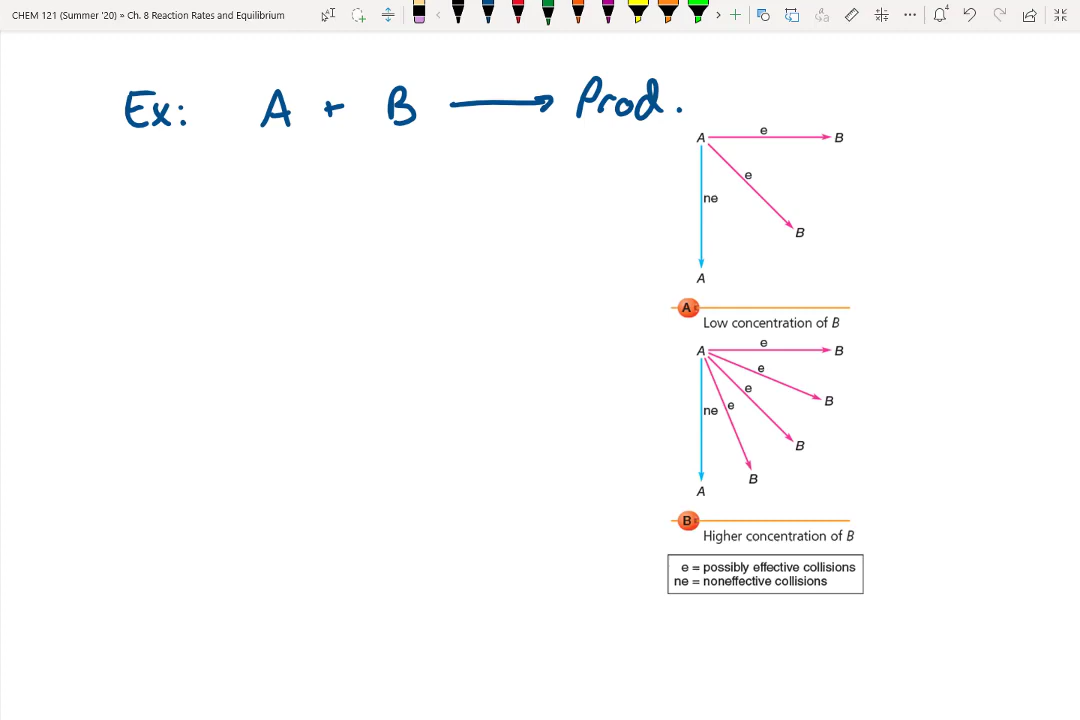 CHEM 121 (Summer '20) » Ch. 8 Reaction Rates and Equilibrium
Ex: A + B ⟶ Prod.
A e B
e
ne
B
A
A
Low concentration of B
A e B
e
e
ne e
B
B
B
A
B
Higher concentration of B
e = possibly effective collisions
ne = noneffective collisions